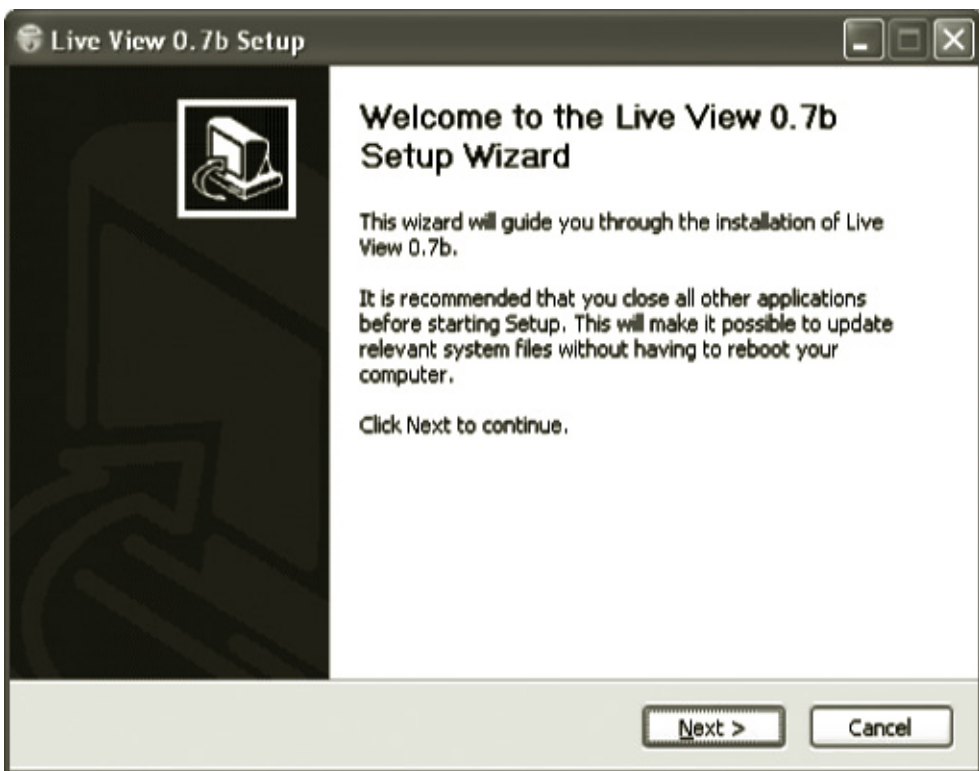 Live View 0.7b Setup
Welcome to the Live View 0.7b
Setup Wizard
This wizard will guide you through the installation of Live
View 0.7b.
It is recommended that you close all other applications
before starting Setup. This will make it possible to update
relevant system files without having to reboot your
computer.
Click Next to continue.
Next >
Cancel